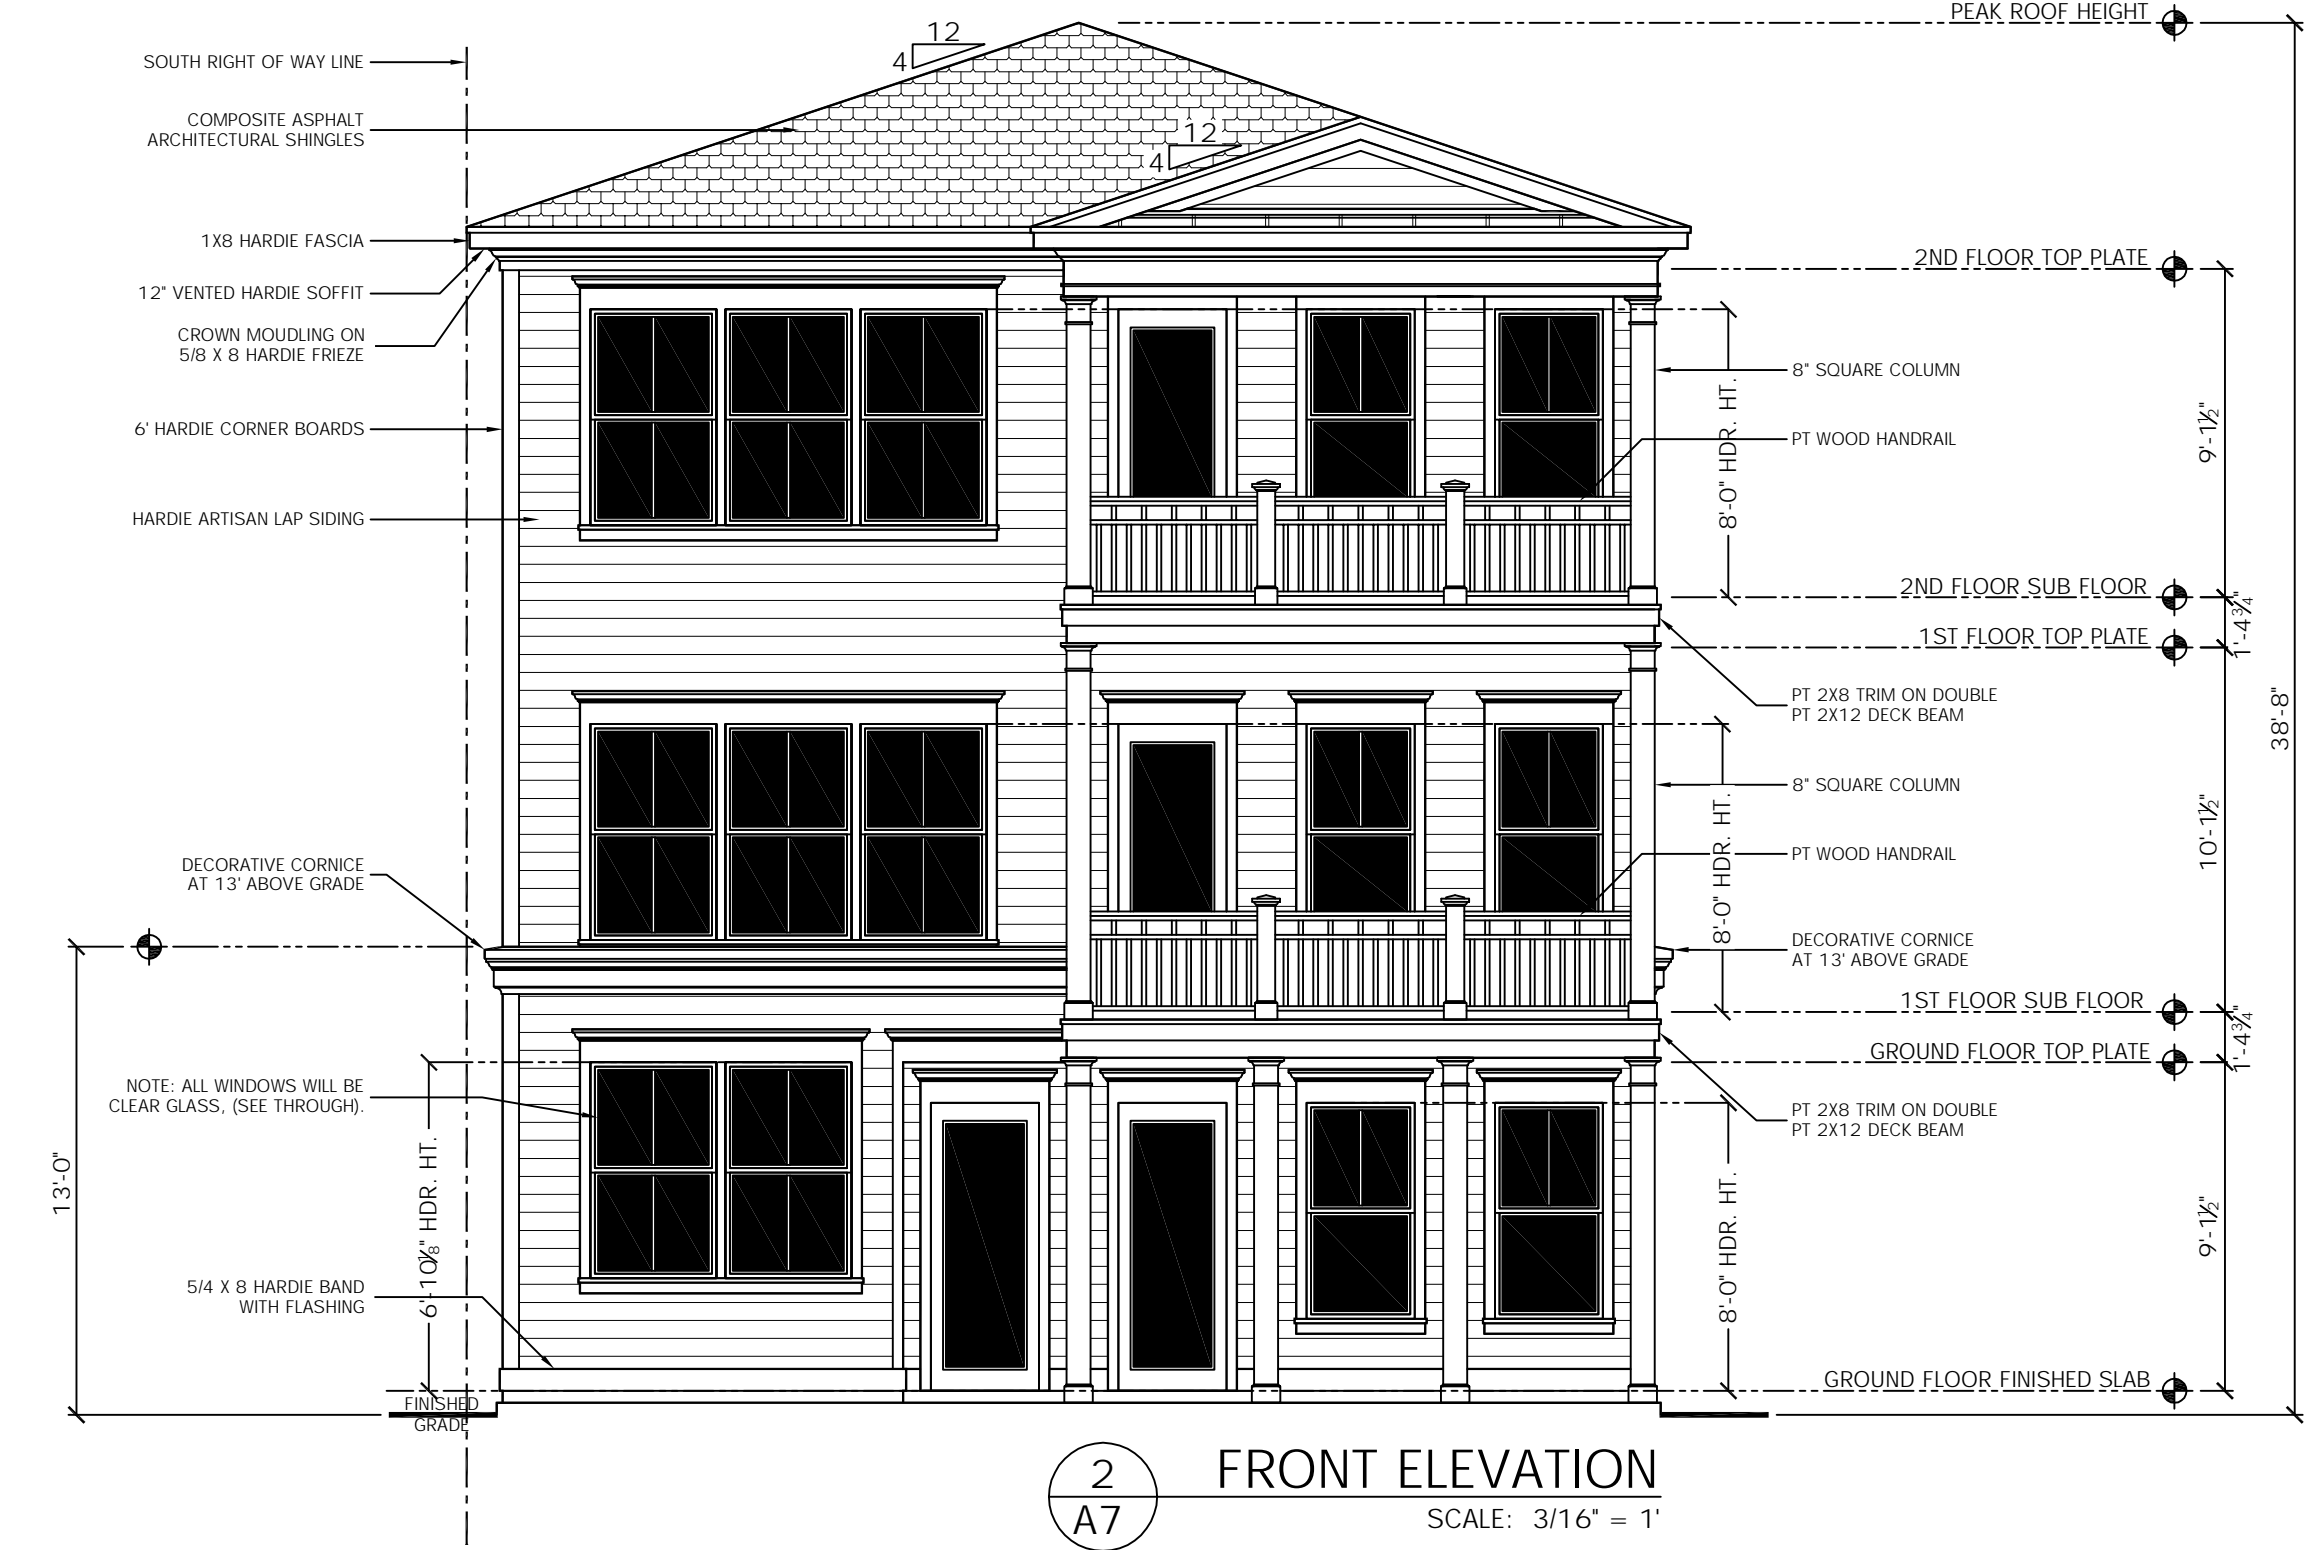 PEAK ROOF HEIGHT
12
4
SOUTH RIGHT OF WAY LINE
COMPOSITE ASPHALT
ARCHITECTURAL SHINGLES
12
4
1X8 HARDIE FASCIA
2ND FLOOR TOP PLATE
12" VENTED HARDIE SOFFIT
CROWN MOUDLING ON
5/8 X 8 HARDIE FRIEZE
8" SQUARE COLUMN
8'-0" HDR. HT.
9'-1½"
6' HARDIE CORNER BOARDS
PT WOOD HANDRAIL
HARDIE ARTISAN LAP SIDING
2ND FLOOR SUB FLOOR
1'-4¾"
1ST FLOOR TOP PLATE
PT 2X8 TRIM ON DOUBLE
PT 2X12 DECK BEAM
38'-8"
8" SQUARE COLUMN
8'-0" HDR. HT.
10'-1½"
PT WOOD HANDRAIL
DECORATIVE CORNICE
AT 13' ABOVE GRADE
DECORATIVE CORNICE
AT 13' ABOVE GRADE
1ST FLOOR SUB FLOOR
1'-4¾"
GROUND FLOOR TOP PLATE
NOTE: ALL WINDOWS WILL BE
CLEAR GLASS, (SEE THROUGH).
PT 2X8 TRIM ON DOUBLE
PT 2X12 DECK BEAM
13'-0"
6'-10⅛" HDR. HT.
8'-0" HDR. HT.
9'-1½"
5/4 X 8 HARDIE BAND
WITH FLASHING
GROUND FLOOR FINISHED SLAB
FINISHED
GRADE
2
A7
FRONT ELEVATION
SCALE: 3/16" = 1'